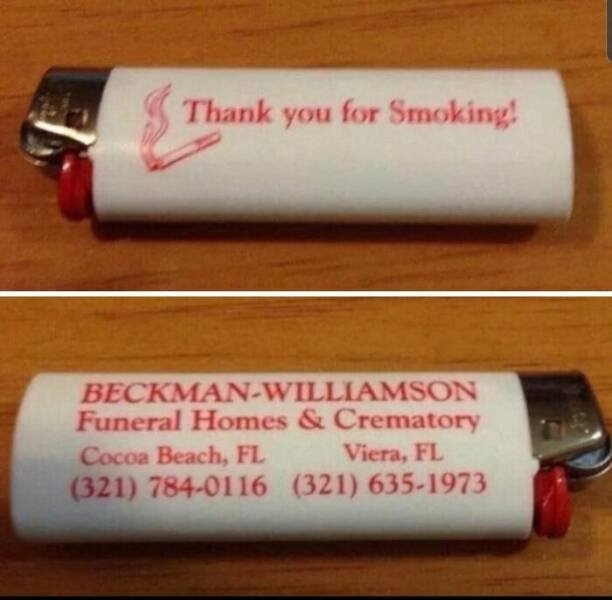 Thank you for Smoking!
BECKMAN-WILLIAMSON
Funeral Homes & Crematory
Cocoa Beach, FL Viera, FL
(321) 784-0116 (321) 635-1973